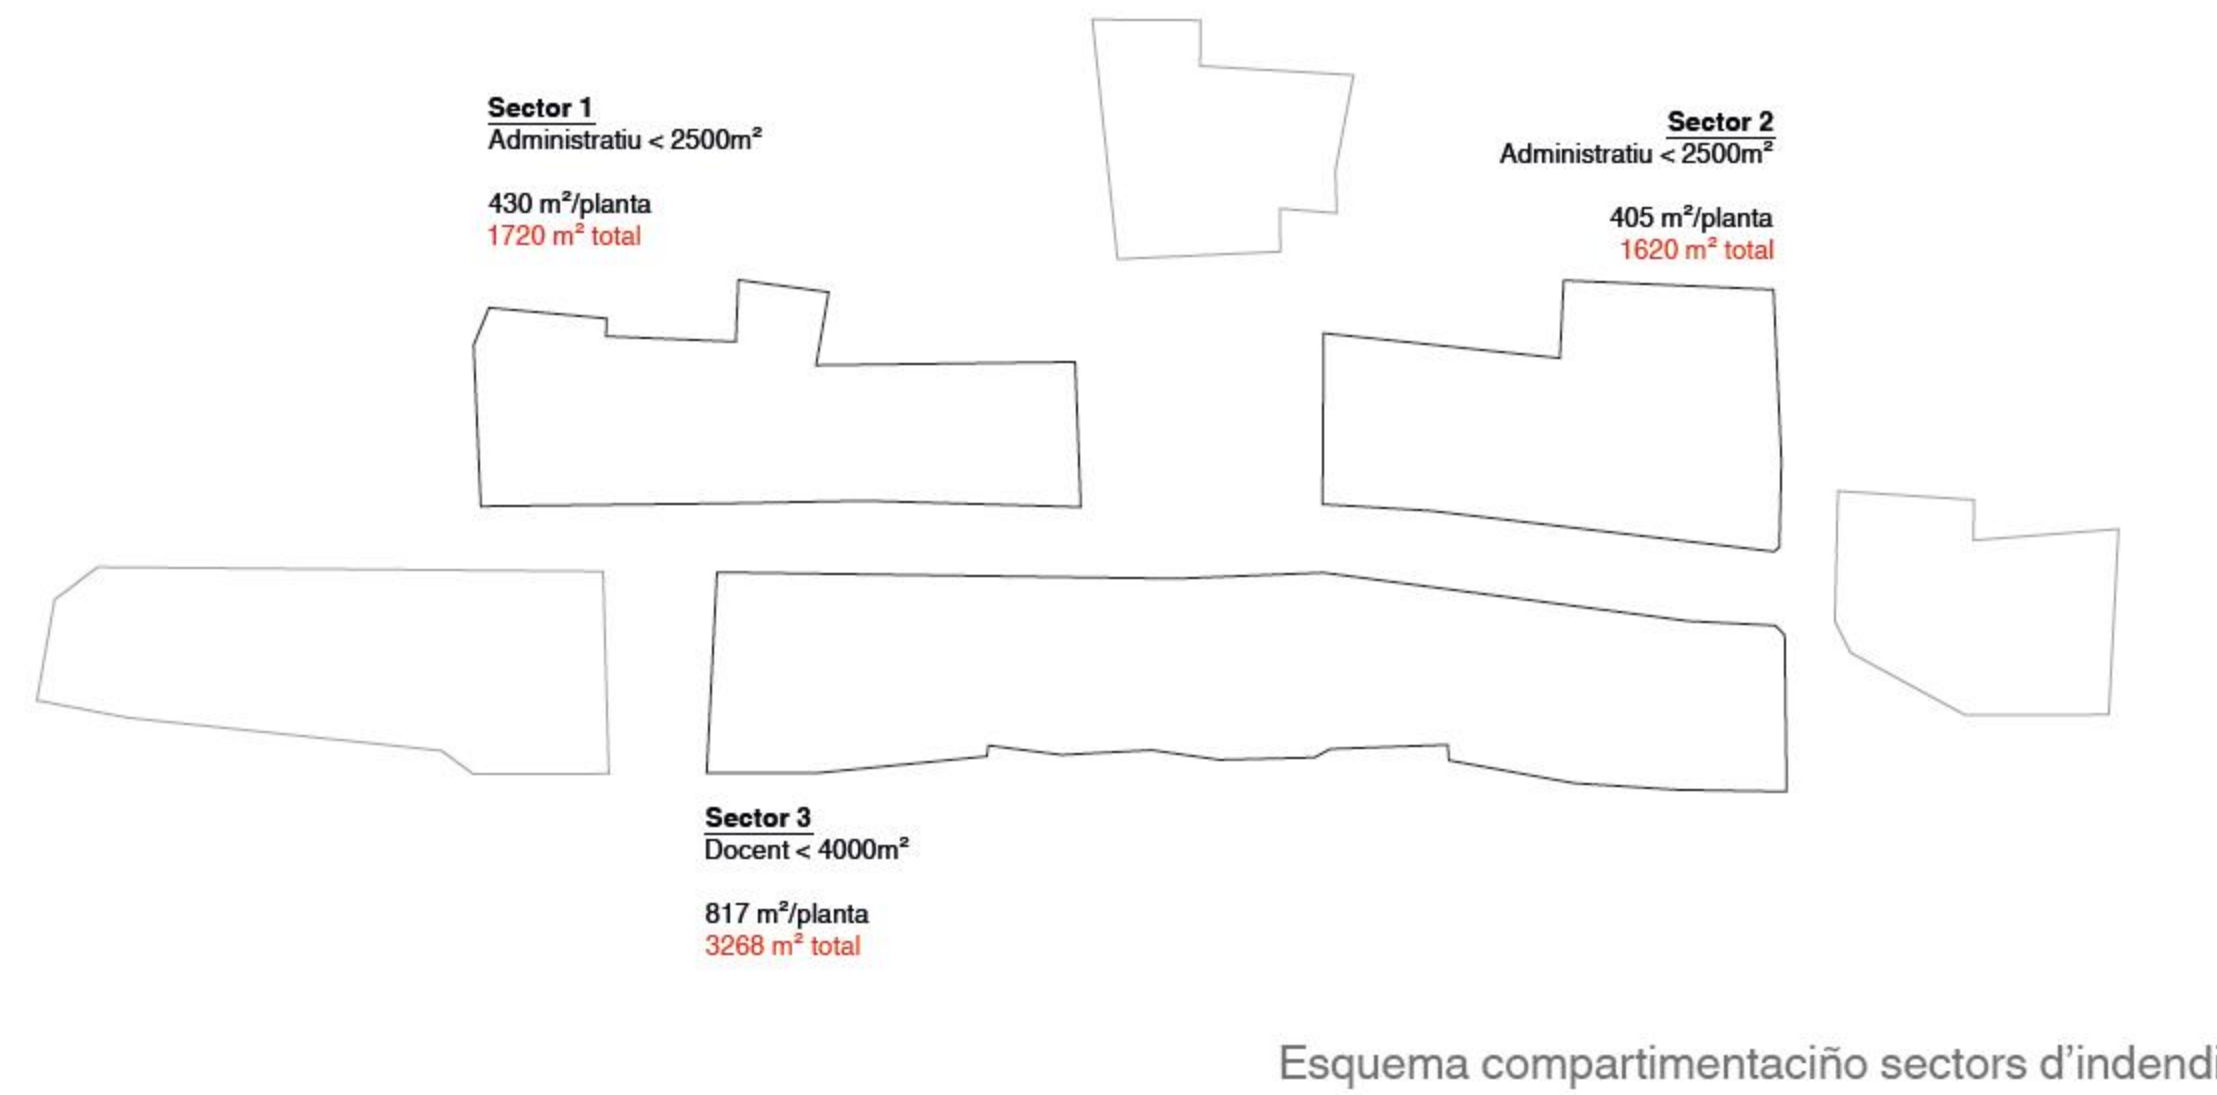 Sector 1
Administratiu < 2500m²
430 m²/planta
1720 m² total
Sector 2
Administratiu < 2500m²
405 m²/planta
1620 m² total
Sector 3
Docent < 4000m²
817 m²/planta
3268 m² total
Esquema compartimentaciño sectors d'indendi